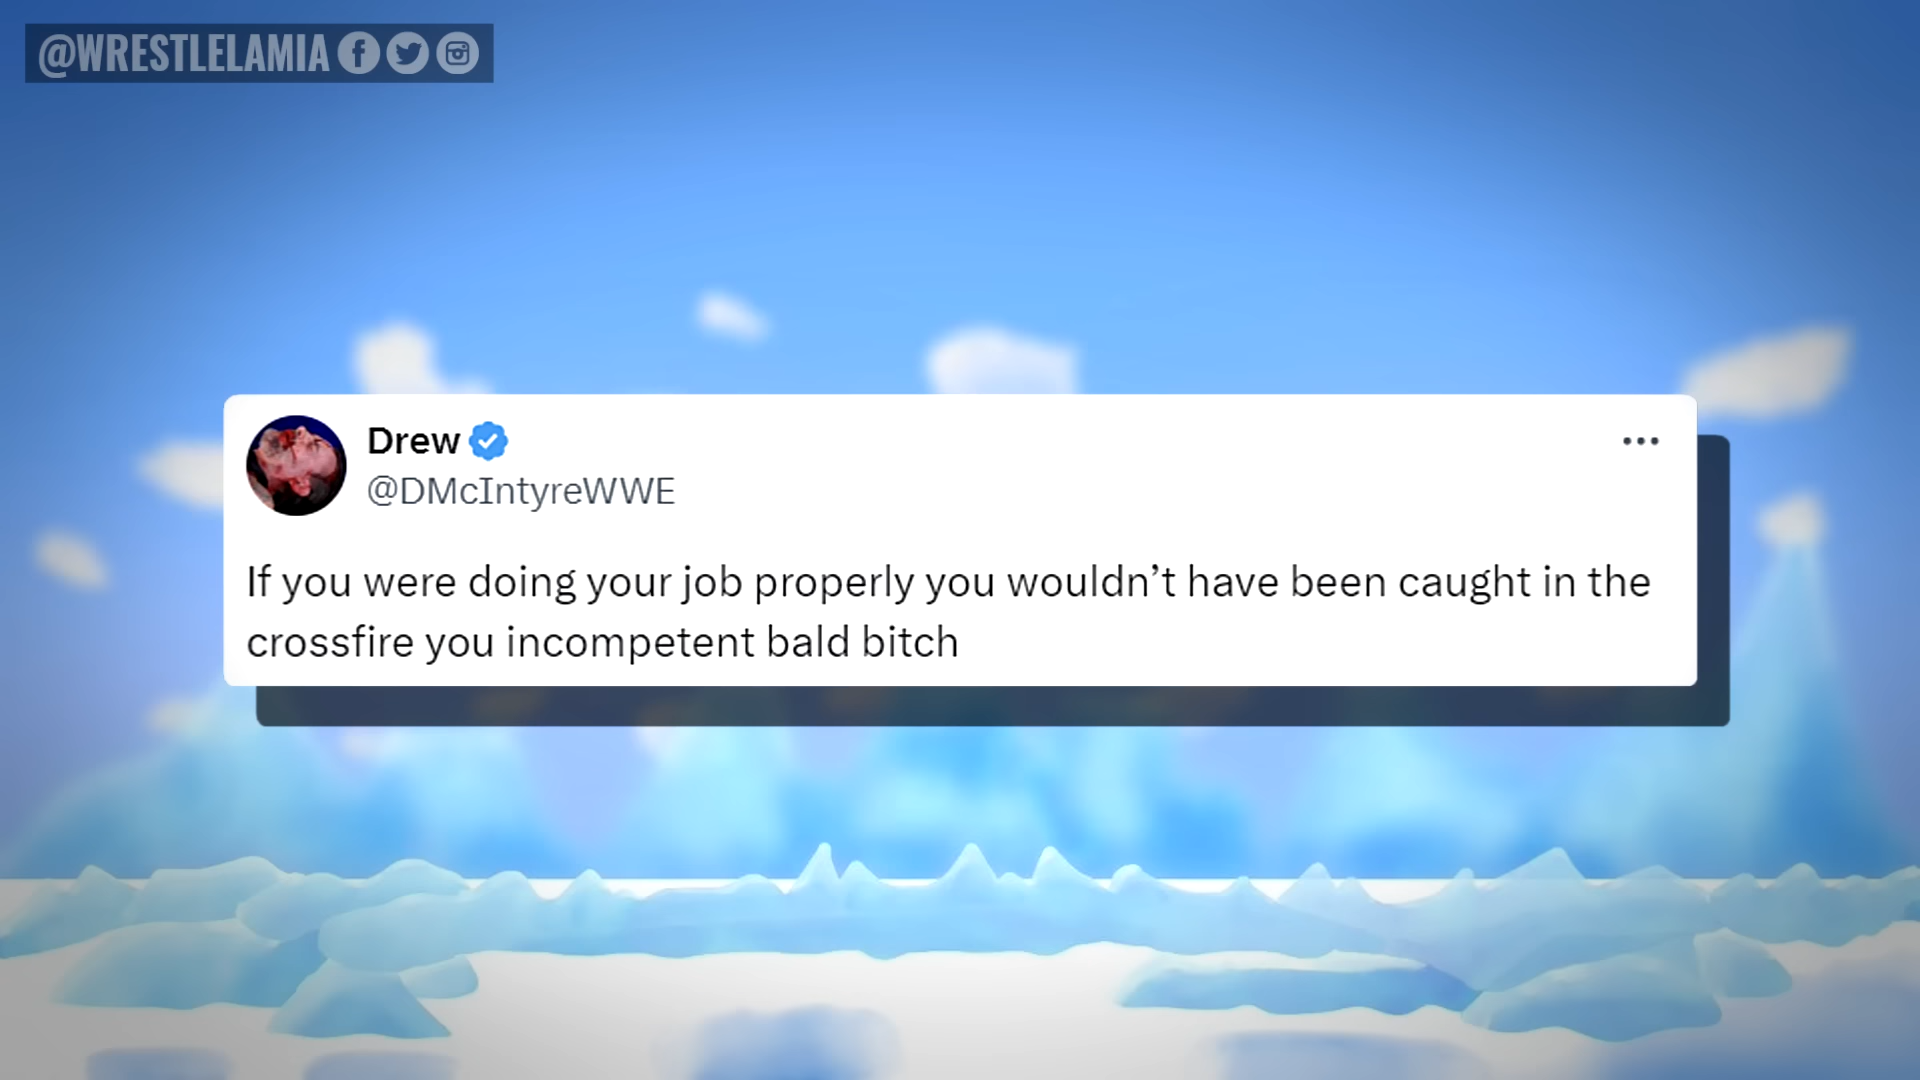 @WRESTLELAMIA
Drew
@DMcIntyreWWE
If you were doing your job properly you wouldn’t have been caught in the
crossfire you incompetent bald bitch